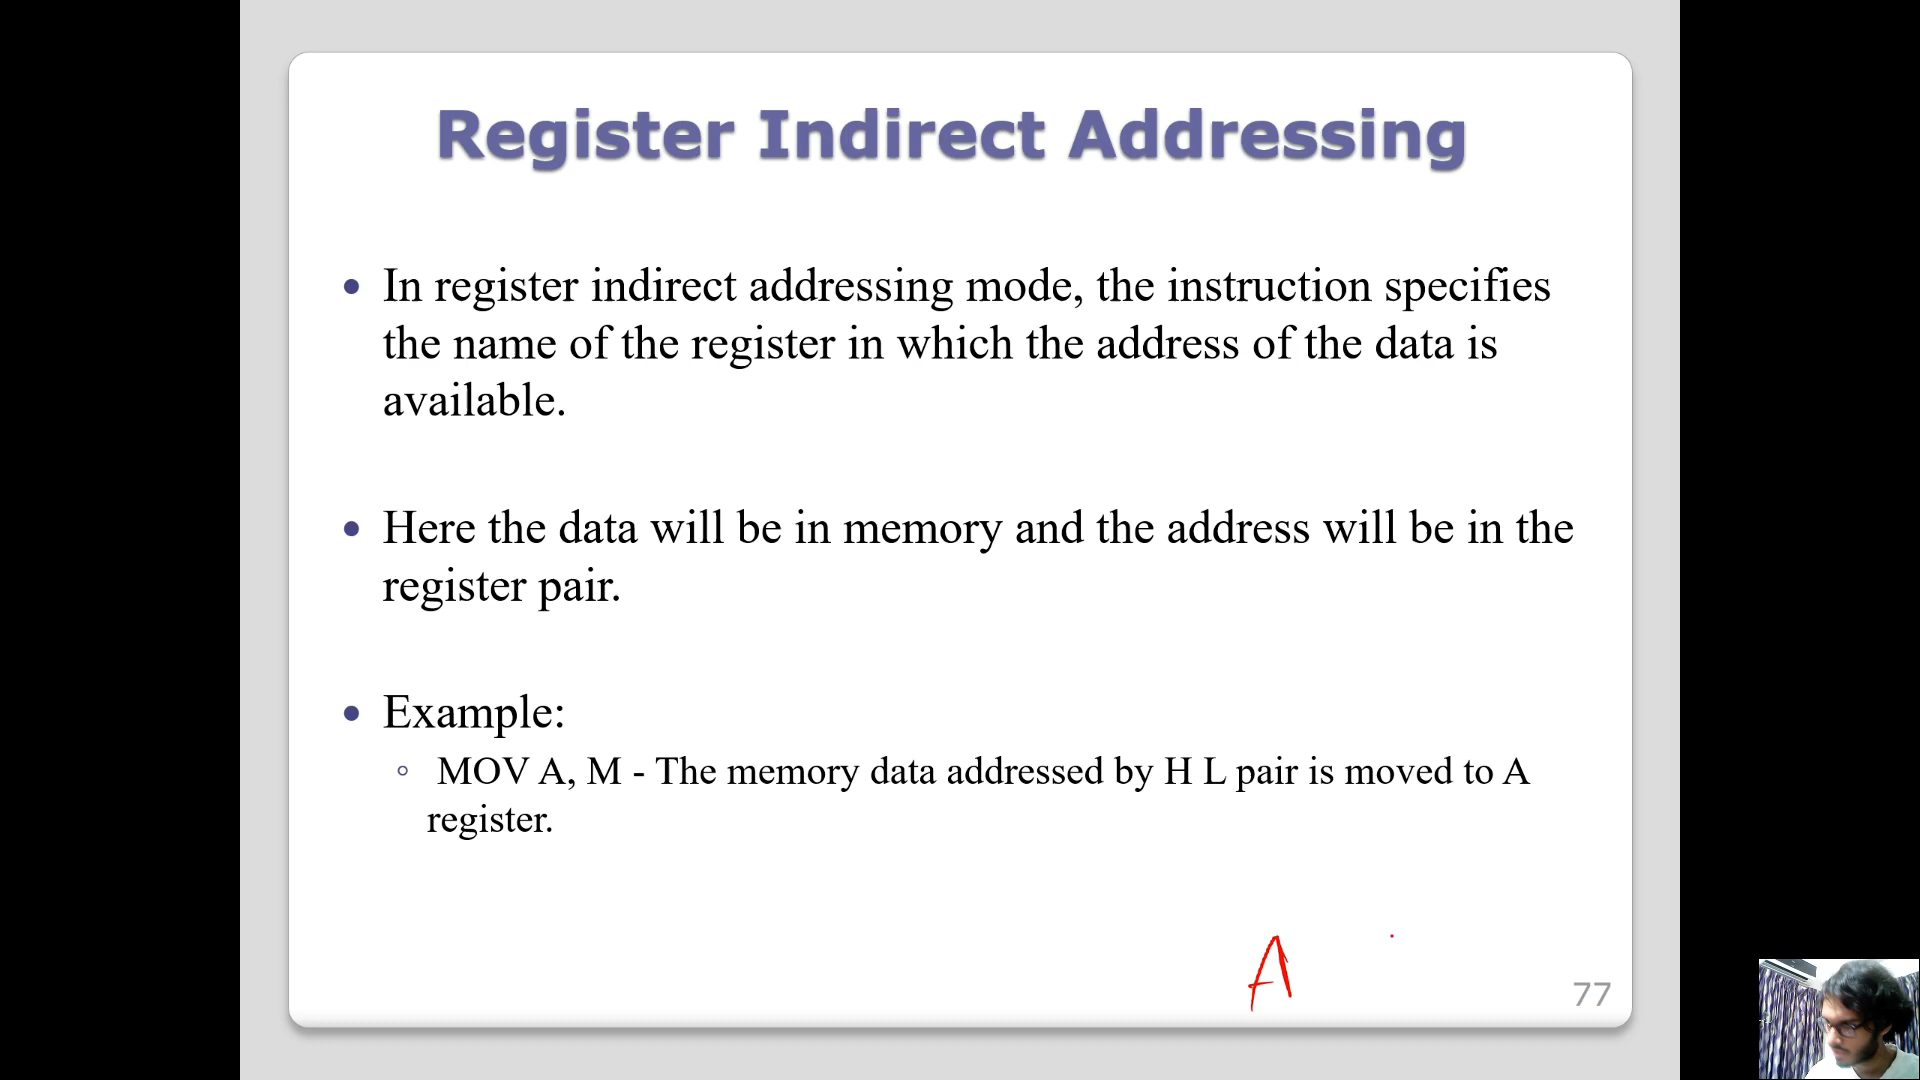 Register Indirect Addressing
• In register indirect addressing mode, the instruction specifies
the name of the register in which the address of the data is
available.
• Here the data will be in memory and the address will be in the
register pair.
• Example:
◦ MOV A, M - The memory data addressed by H L pair is moved to A
register.
A
77